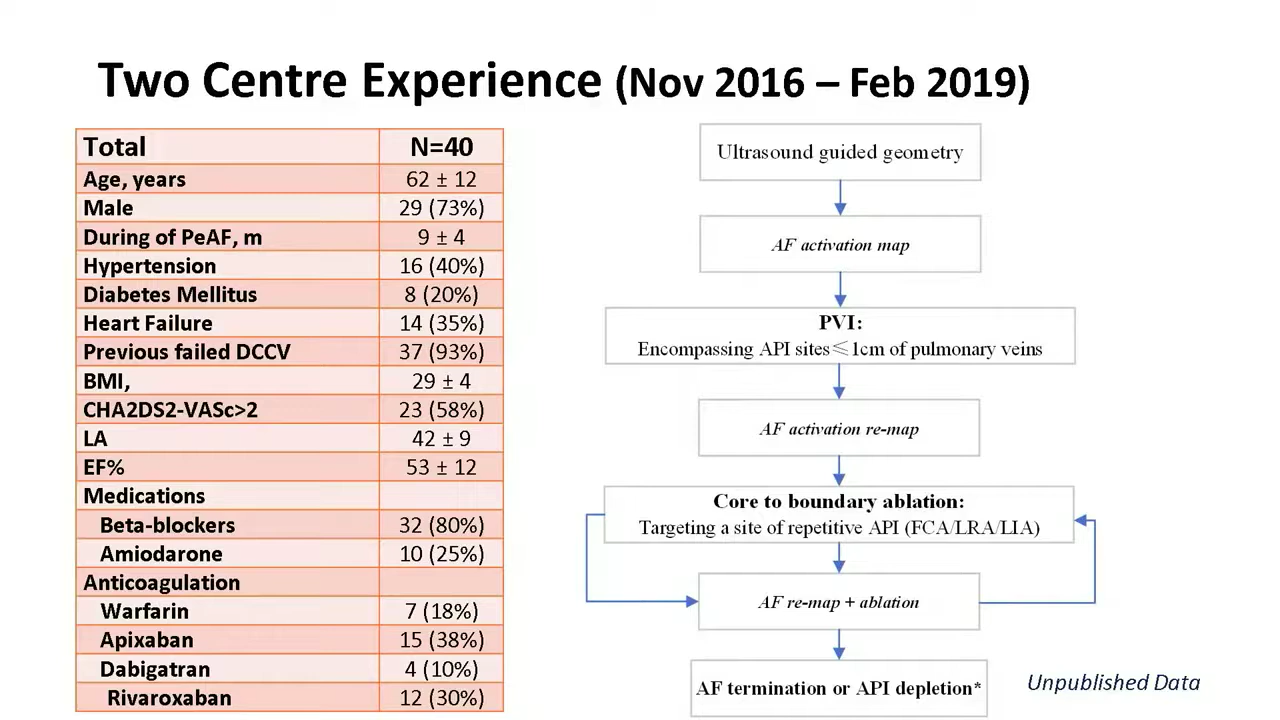 Two Centre Experience (Nov 2016 – Feb 2019)
Total N=40
Age, years 62 ± 12
Male 29 (73%)
During of PeAF, m 9 ± 4
Hypertension 16 (40%)
Diabetes Mellitus 8 (20%)
Heart Failure 14 (35%)
Previous failed DCCV 37 (93%)
BMI, 29 ± 4
CHA2DS2-VASc>2 23 (58%)
LA 42 ± 9
EF% 53 ± 12
Medications
Beta-blockers 32 (80%)
Amiodarone 10 (25%)
Anticoagulation
Warfarin 7 (18%)
Apixaban 15 (38%)
Dabigatran 4 (10%)
Rivaroxaban 12 (30%)
Ultrasound guided geometry
AF activation map
PVI:
Encompassing API sites≤1cm of pulmonary veins
AF activation re-map
Core to boundary ablation:
Targeting a site of repetitive API (FCA/LRA/LIA)
AF re-map + ablation
AF termination or API depletion*
Unpublished Data